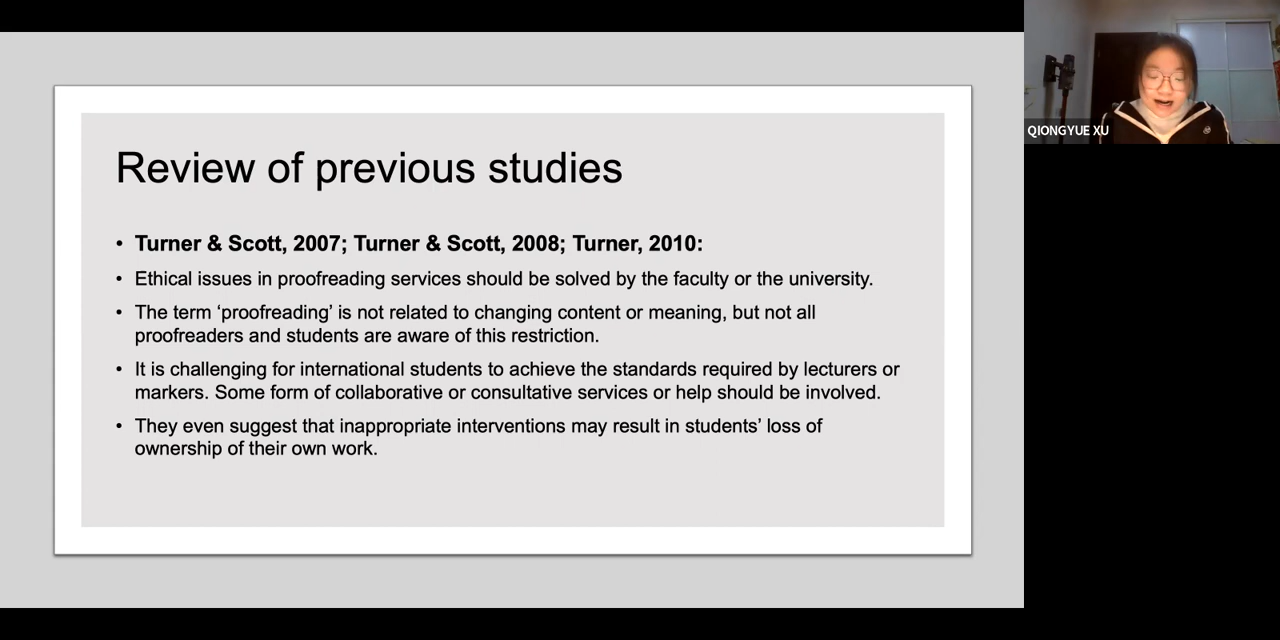 Review of previous studies
• Turner & Scott, 2007; Turner & Scott, 2008; Turner, 2010:
• Ethical issues in proofreading services should be solved by the faculty or the university.
• The term ‘proofreading’ is not related to changing content or meaning, but not all
proofreaders and students are aware of this restriction.
• It is challenging for international students to achieve the standards required by lecturers or
markers. Some form of collaborative or consultative services or help should be involved.
• They even suggest that inappropriate interventions may result in students’ loss of
ownership of their own work.
QIONGYUE XU